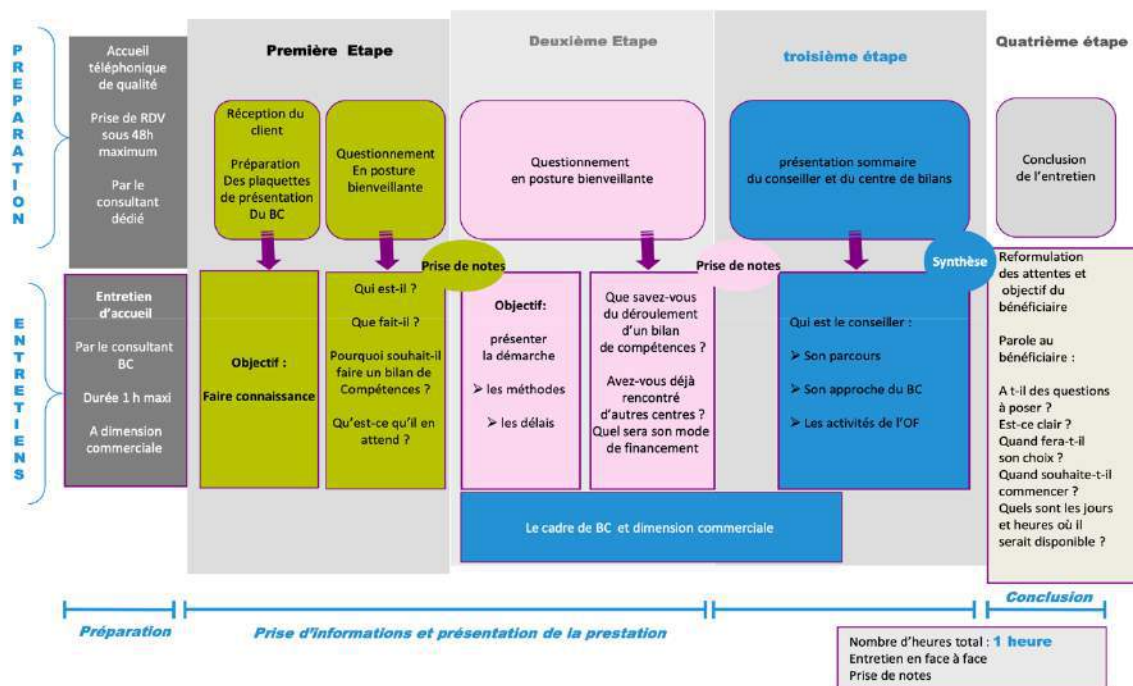 PREPARATION
Accueil
téléphonique
de qualité
Prise de RDV
sous 48h
maximum
Par le
consultant
dédié
Première Etape
Réception du
client
Préparation
Des plaquettes
de présentation
Du BC
Questionnement
En posture
bienveillante
Deuxième Etape
Questionnement
en posture bienveillante
troisième étape
présentation sommaire
du conseiller et du centre de bilans
Quatrième étape
Conclusion
de l'entretien
Prise de notes
Prise de notes
Synthèse
ENTRETIENS
Entretien
d'accueil
Par le consultant
BC
Durée 1 h maxi
A dimension
commerciale
Objectif :
Faire connaissance
Qui est-il ?
Que fait-il ?
Pourquoi souhait-il
faire un bilan de
Compétences ?
Qu'est-ce qu'il en
attend ?
Objectif:
présenter
la démarche
➢ les méthodes
➢ les délais
Que savez-vous
du déroulement
d'un bilan
de compétences ?
Avez-vous déjà
rencontré
d'autres centres ?
Quel sera son mode
de financement
Qui est le conseiller :
➢ Son parcours
➢ Son approche du BC
➢ Les activités de l'OF
Reformulation
des attentes et
objectif du
bénéficiaire
Parole au
bénéficiaire :
A t-il des questions
à poser ?
Est-ce clair ?
Quand fera-t-il
son choix ?
Quand souhaite-t-il
commencer ?
Quels sont les jours
et heures où il
serait disponible ?
Le cadre de BC et dimension commerciale
Préparation
Prise d'informations et présentation de la prestation
Conclusion
Nombre d'heures total : 1 heure
Entretien en face à face
Prise de notes